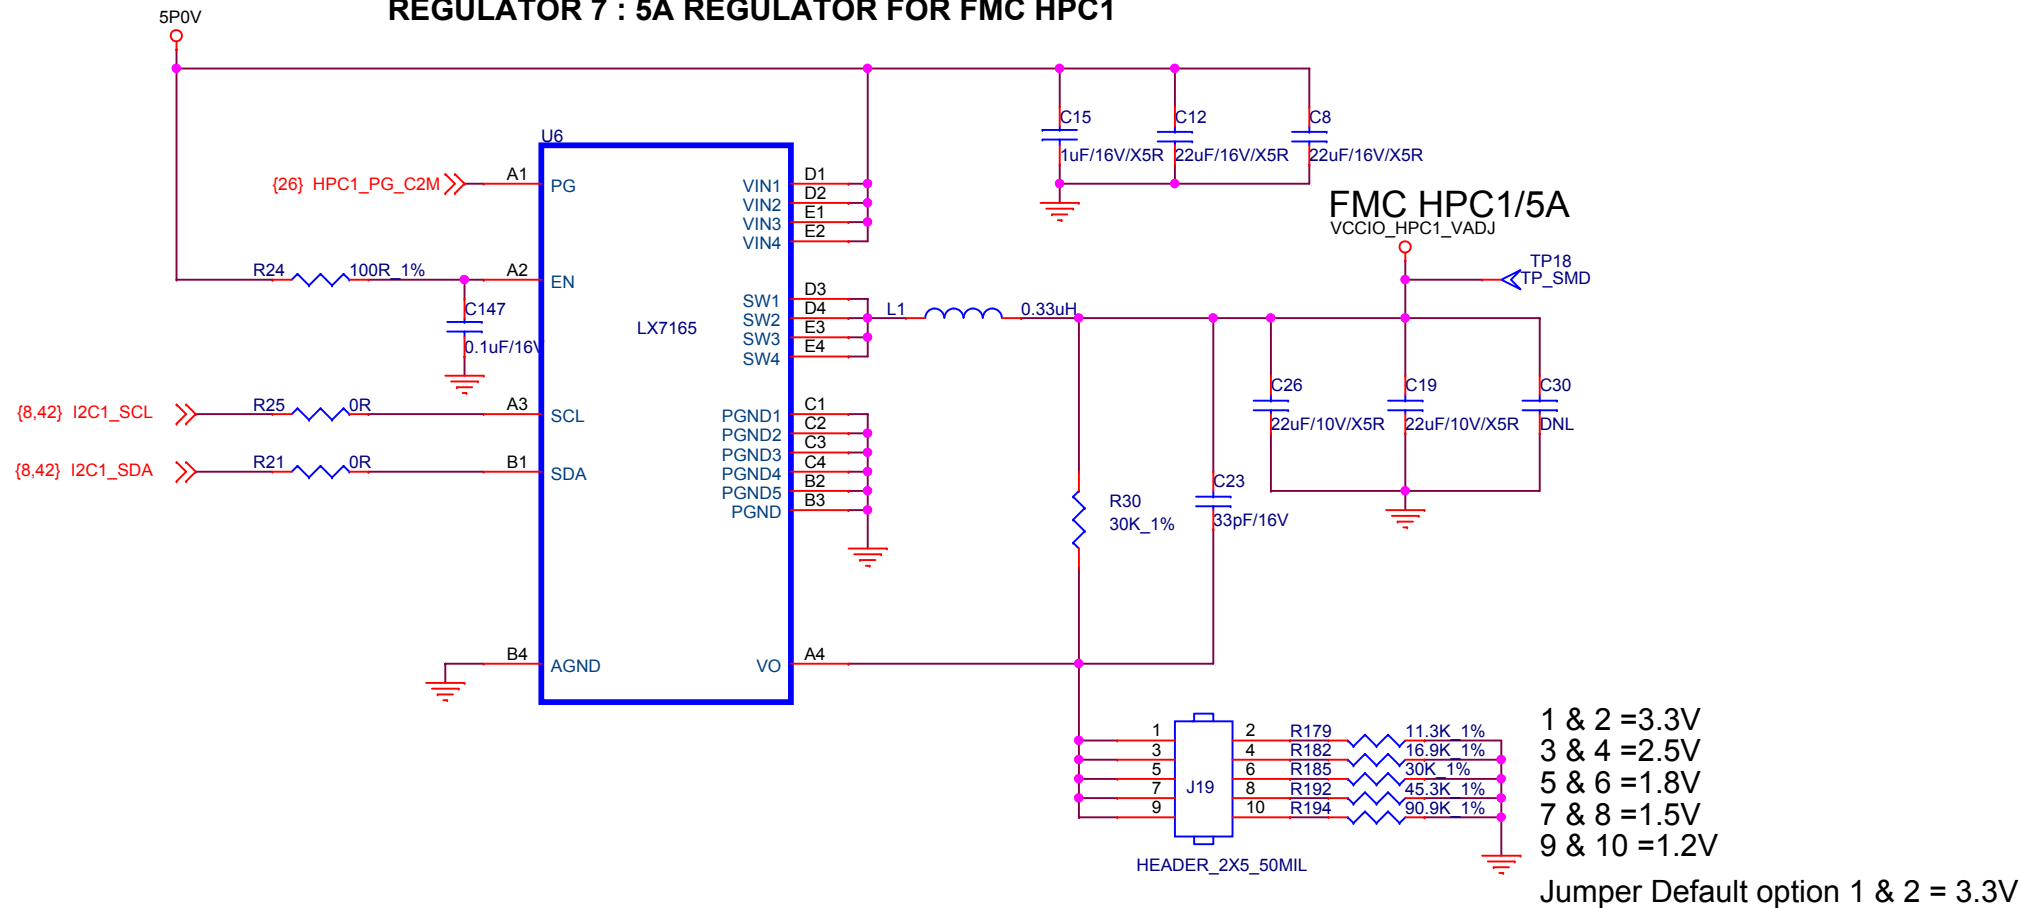 REGULATOR 7 : 5A REGULATOR FOR FMC HPC1
5P0V
C15
1uF/16V/X5R
C12
22uF/16V/X5R
C8
22uF/16V/X5R
U6
LX7165
{26} HPC1_PG_C2M
A1 PG
R24 100R_1%
A2 EN
C147
0.1uF/16V
{8,42} I2C1_SCL
R25 0R
A3 SCL
{8,42} I2C1_SDA
R21 0R
B1 SDA
B4 AGND
VIN1 D1
VIN2 D2
VIN3 E1
VIN4 E2
SW1 D3
SW2 D4
SW3 E3
SW4 E4
PGND1 C1
PGND2 C2
PGND3 C3
PGND4 C4
PGND5 B2
PGND B3
VO A4
L1 0.33uH
FMC HPC1/5A
VCCIO_HPC1_VADJ
TP18
TP_SMD
C26
22uF/10V/X5R
C19
22uF/10V/X5R
C30
DNL
R30
30K_1%
C23
33pF/16V
J19
1 2 R179 11.3K_1%
3 4 R182 16.9K_1%
5 6 R185 30K_1%
7 8 R192 45.3K_1%
9 10 R194 90.9K_1%
HEADER_2X5_50MIL
1 & 2 =3.3V
3 & 4 =2.5V
5 & 6 =1.8V
7 & 8 =1.5V
9 & 10 =1.2V
Jumper Default option 1 & 2 = 3.3V